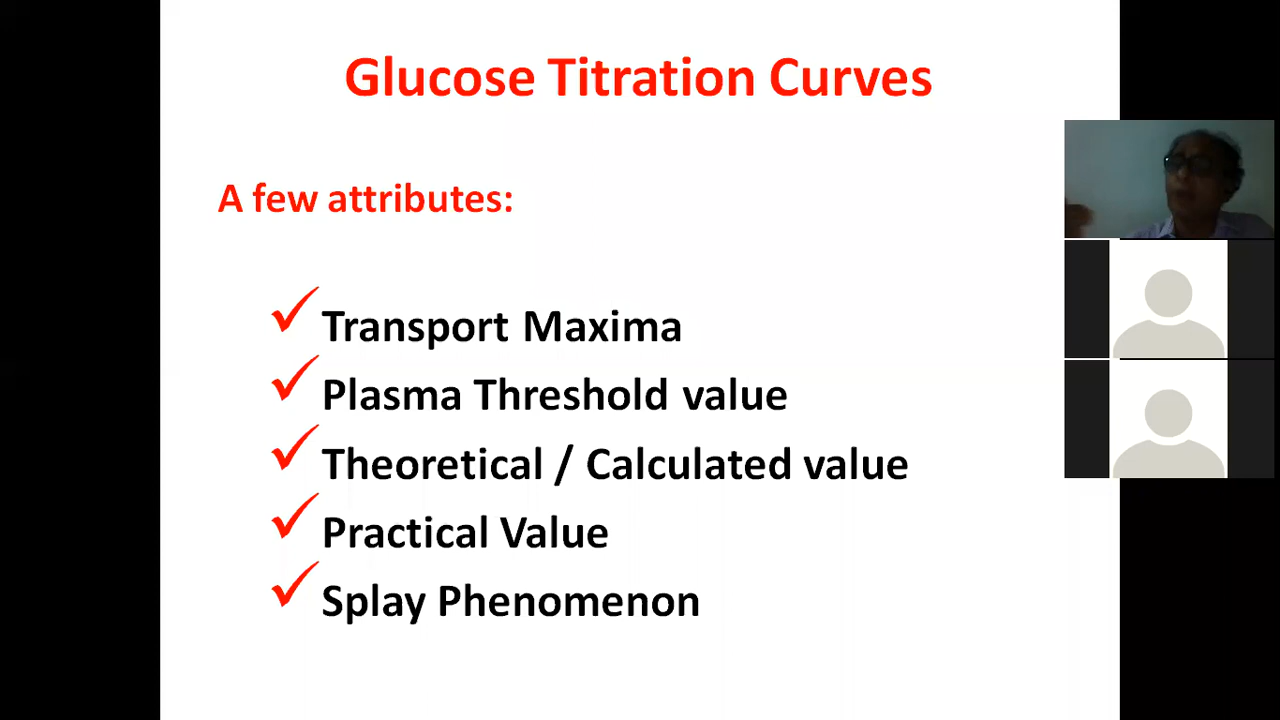 Glucose Titration Curves
A few attributes:
Transport Maxima
Plasma Threshold value
Theoretical / Calculated value
Practical Value
Splay Phenomenon